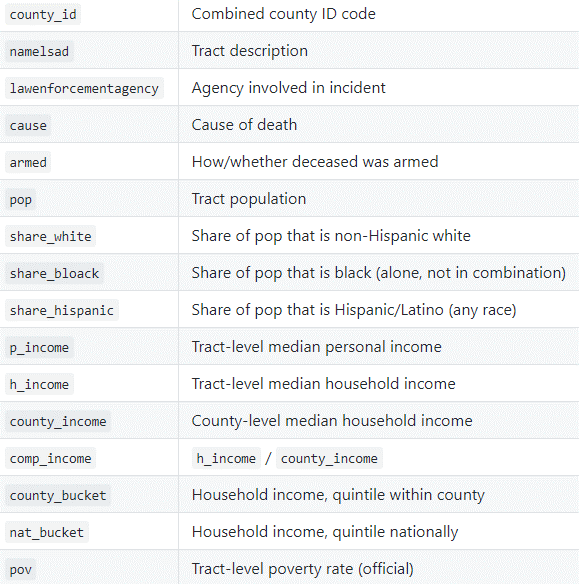 county_id Combined county ID code
namelsad Tract description
lawenforcementagency Agency involved in incident
cause Cause of death
armed How/whether deceased was armed
pop Tract population
share_white Share of pop that is non-Hispanic white
share_bloack Share of pop that is black (alone, not in combination)
share_hispanic Share of pop that is Hispanic/Latino (any race)
p_income Tract-level median personal income
h_income Tract-level median household income
county_income County-level median household income
comp_income h_income / county_income
county_bucket Household income, quintile within county
nat_bucket Household income, quintile nationally
pov Tract-level poverty rate (official)